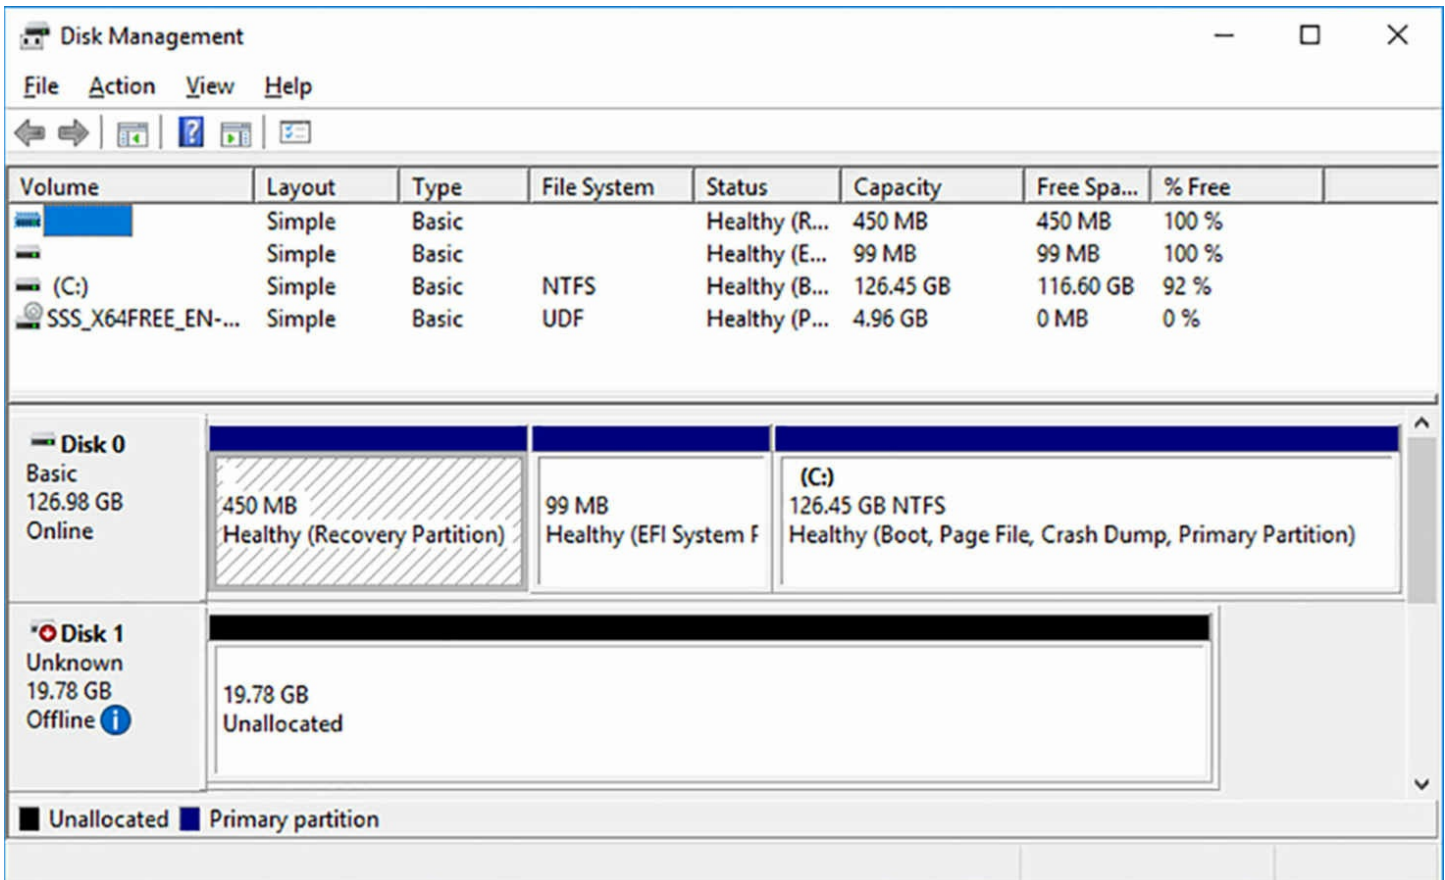 Disk Management
File Action View Help
Volume Layout Type File System Status Capacity Free Spa... % Free
Simple Basic Healthy (R... 450 MB 450 MB 100 %
Simple Basic Healthy (E... 99 MB 99 MB 100 %
(C:) Simple Basic NTFS Healthy (B... 126.45 GB 116.60 GB 92 %
SSS_X64FREE_EN-... Simple Basic UDF Healthy (P... 4.96 GB 0 MB 0 %
Disk 0
Basic
126.98 GB
Online
450 MB
Healthy (Recovery Partition)
99 MB
Healthy (EFI System P
(C:)
126.45 GB NTFS
Healthy (Boot, Page File, Crash Dump, Primary Partition)
Disk 1
Unknown
19.78 GB
Offline
19.78 GB
Unallocated
Unallocated Primary partition